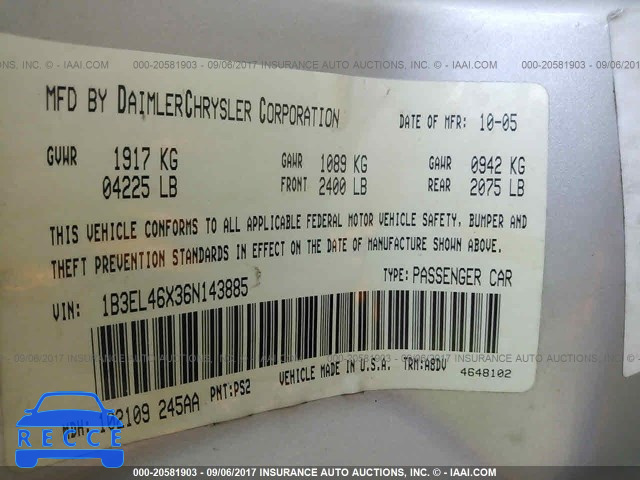 000-20581903 - 09/06/2017 INSURANCE AUTO AUCTIONS, INC. © - IAAI.COM
MFD BY DAIMLERCHRYSLER CORPORATION
DATE OF MFR: 10-05
GVWR 1917 KG GAWR 1089 KG GAWR 0942 KG
04225 LB FRONT 2400 LB REAR 2075 LB
THIS VEHICLE CONFORMS TO ALL APPLICABLE FEDERAL MOTOR VEHICLE SAFETY, BUMPER AND
THEFT PREVENTION STANDARDS IN EFFECT ON THE DATE OF MANUFACTURE SHOWN ABOVE.
VIN: 1B3EL46X36N143885 TYPE: PASSENGER CAR
MDH: 102109 245AA PNT:PS2 VEHICLE MADE IN U.S.A. TRM:A8DV 4648102
RECCE
000-20581903 - 09/06/2017 INSURANCE AUTO AUCTIONS, INC. © - IAAI.COM